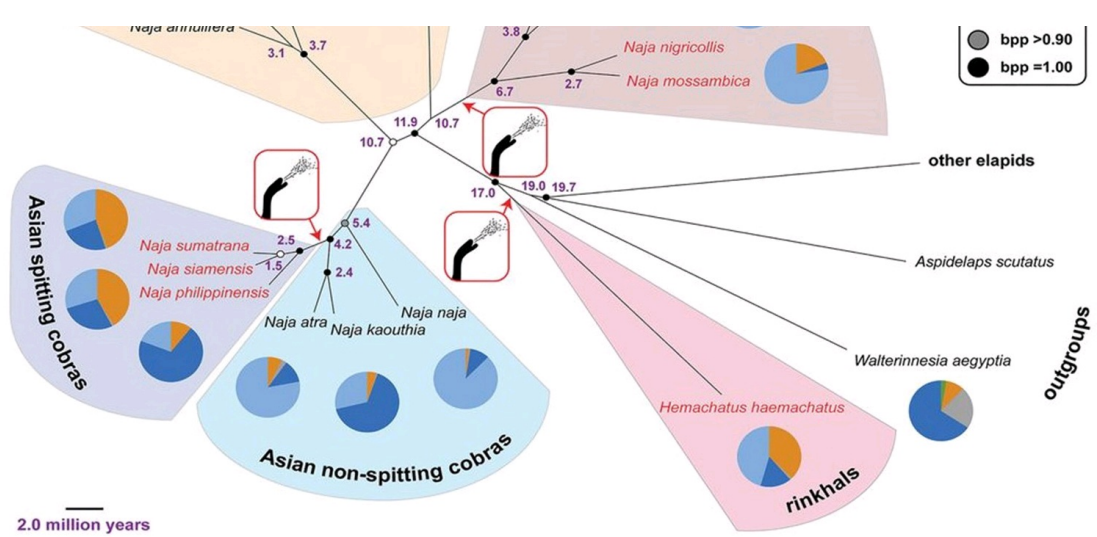 Naja annulifera
3.1
3.7
3.8
bpp >0.90
bpp =1.00
Naja nigricollis
Naja mossambica
6.7
2.7
11.9
10.7
10.7
17.0
19.0
19.7
other elapids
Aspidelaps scutatus
Walterinnesia aegyptia
outgroups
Asian spitting cobras
Naja sumatrana
Naja siamensis
Naja philippinensis
2.5
1.5
5.4
4.2
2.4
Naja atra
Naja kaouthia
Naja naja
Asian non-spitting cobras
Hemachatus haemachatus
rinkhals
2.0 million years